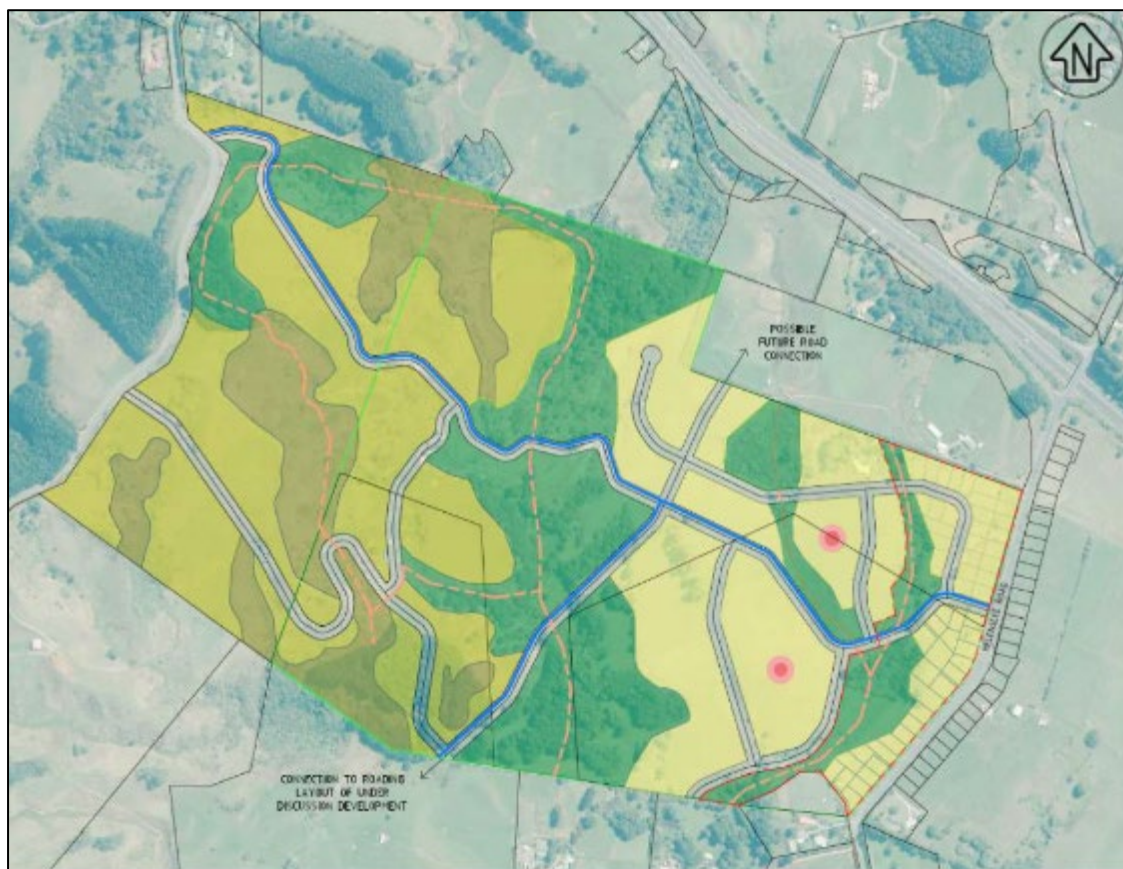 N
POSSIBLE
FUTURE ROAD
CONNECTION
CONNECTION TO ROADING
LAYOUT OF UNDER
DISCUSSION DEVELOPMENT